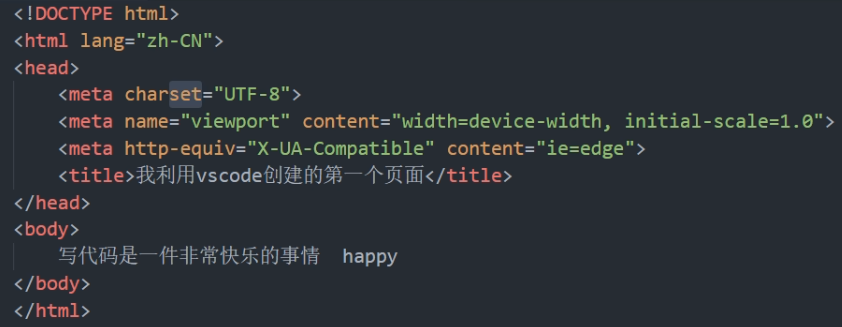 <!DOCTYPE html>
<html lang="zh-CN">
<head>
    <meta charset="UTF-8">
    <meta name="viewport" content="width=device-width, initial-scale=1.0">
    <meta http-equiv="X-UA-Compatible" content="ie=edge">
    <title>我利用vscode创建的第一个页面</title>
</head>
<body>
    写代码是一件非常快乐的事情  happy
</body>
</html>